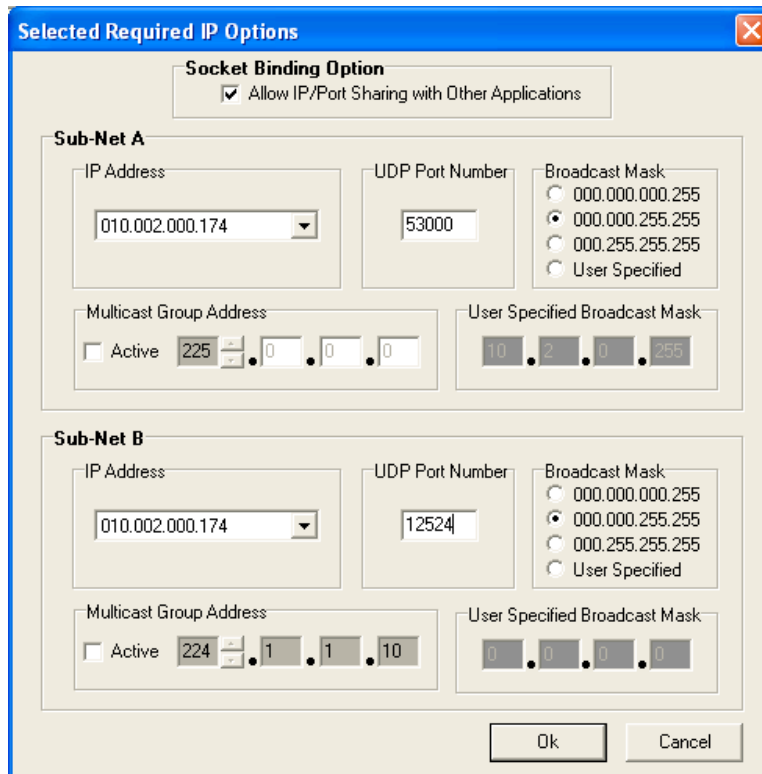 Selected Required IP Options
Socket Binding Option
Allow IP/Port Sharing with Other Applications
Sub-Net A
IP Address
UDP Port Number
Broadcast Mask
010.002.000.174
53000
000.000.000.255
000.000.255.255
000.255.255.255
User Specified
Multicast Group Address
User Specified Broadcast Mask
Active 225 . 0 . 0 . 0
10 . 2 . 0 . 255
Sub-Net B
IP Address
UDP Port Number
Broadcast Mask
010.002.000.174
12524
000.000.000.255
000.000.255.255
000.255.255.255
User Specified
Multicast Group Address
User Specified Broadcast Mask
Active 224 . 1 . 1 . 10
0 . 0 . 0 . 0
Ok
Cancel